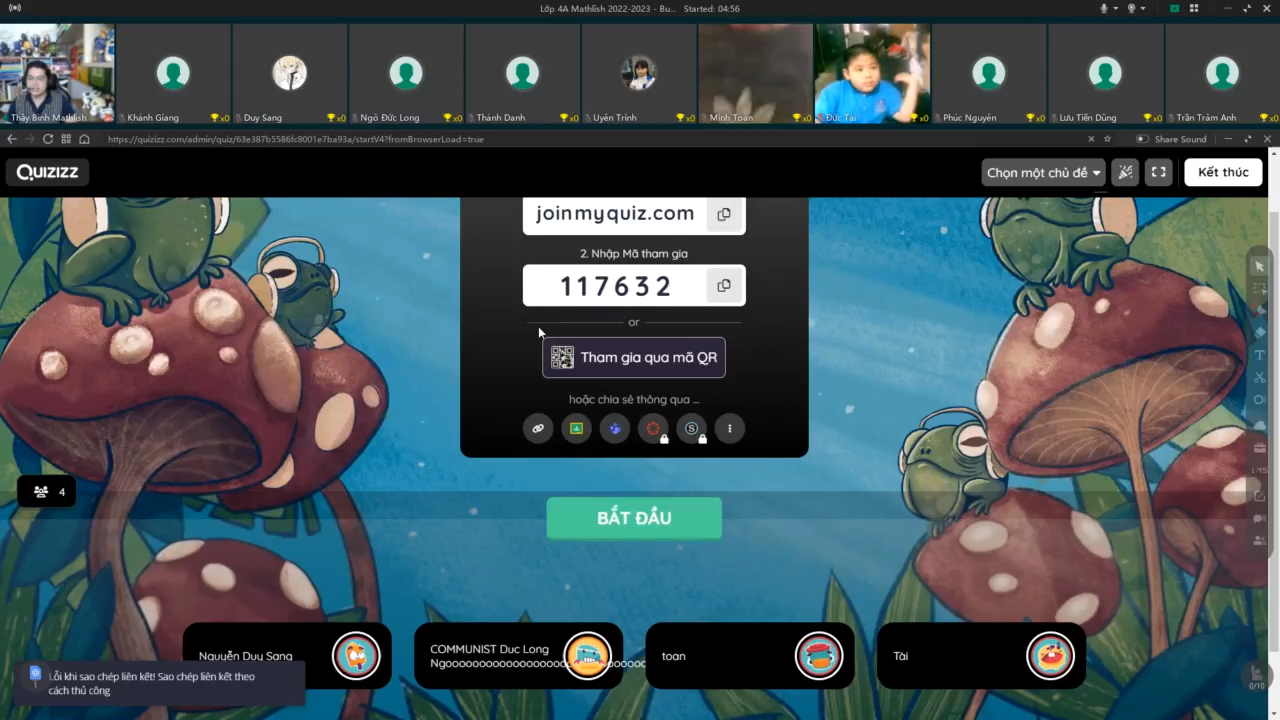 Lớp 4A Mathlish 2022-2023 - Bu... Started: 04:56
Thầy Bình Mathlish
Khánh Giang x0
Duy Sang x0
Ngô Đức Long x0
Thành Danh x0
Uyên Trinh x0
Minh Toan x0
Đức Tài x0
Phúc Nguyên x0
Lưu Tiến Dũng x0
Trần Trâm Anh x0
https://quizizz.com/admin/quiz/63e387b5586fc8001e7ba93a/startV4?fromBrowserLoad=true
Share Sound
QUIZIZZ
Chọn một chủ đề
Kết thúc
joinmyquiz.com
2. Nhập Mã tham gia
117632
or
Tham gia qua mã QR
hoặc chia sẻ thông qua ...
S
4
BẮT ĐẦU
Nguyễn Duy Sang
COMMUNIST Duc Long
toan
Tài
Lỗi khi sao chép liên kết! Sao chép liên kết theo
cách thủ công
1
0/10